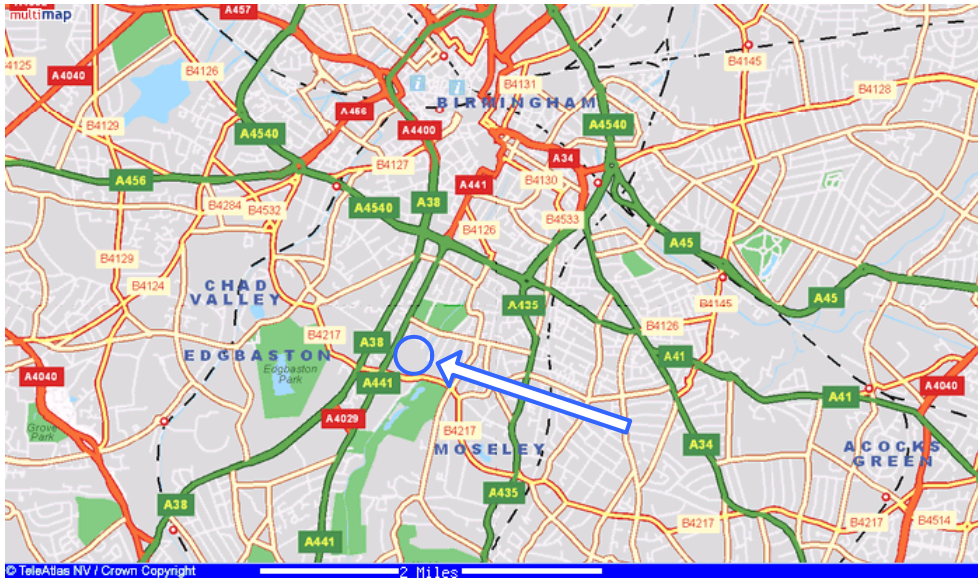 multimap
A457
B4125
A4040
B4126
B4145
B4131
B4128
BIRMINGHAM
A456
B4129
A4540
A4400
A4540
B4127
A34
A456
A441
B4130
B4284
B4532
A4540
A38
B4533
B4126
A45
B4129
B4124
CHAD
VALLEY
A435
B4145
A45
B4217
B4126
A38
EDGBASTON
Edgbaston
Park
A41
A4040
A441
A4040
A41
A4029
Grove
Park
B4217
MOSELEY
A34
ACOCKS
GREEN
A38
A435
B4217
B4217
B4514
A441
© TeleAtlas NV / Crown Copyright
2 Miles